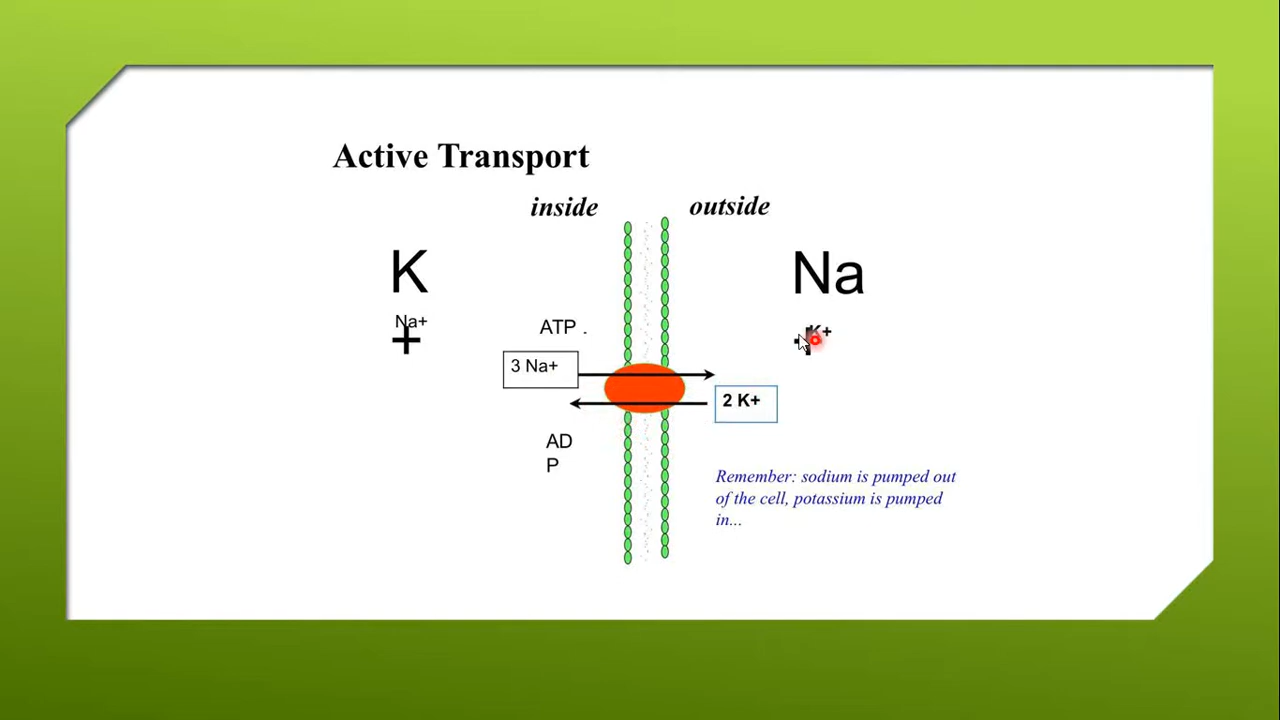 Active Transport
inside
outside
K
Na
Na+
+
K+
+
ATP .
3 Na+
2 K+
AD
P
Remember: sodium is pumped out
of the cell, potassium is pumped
in...